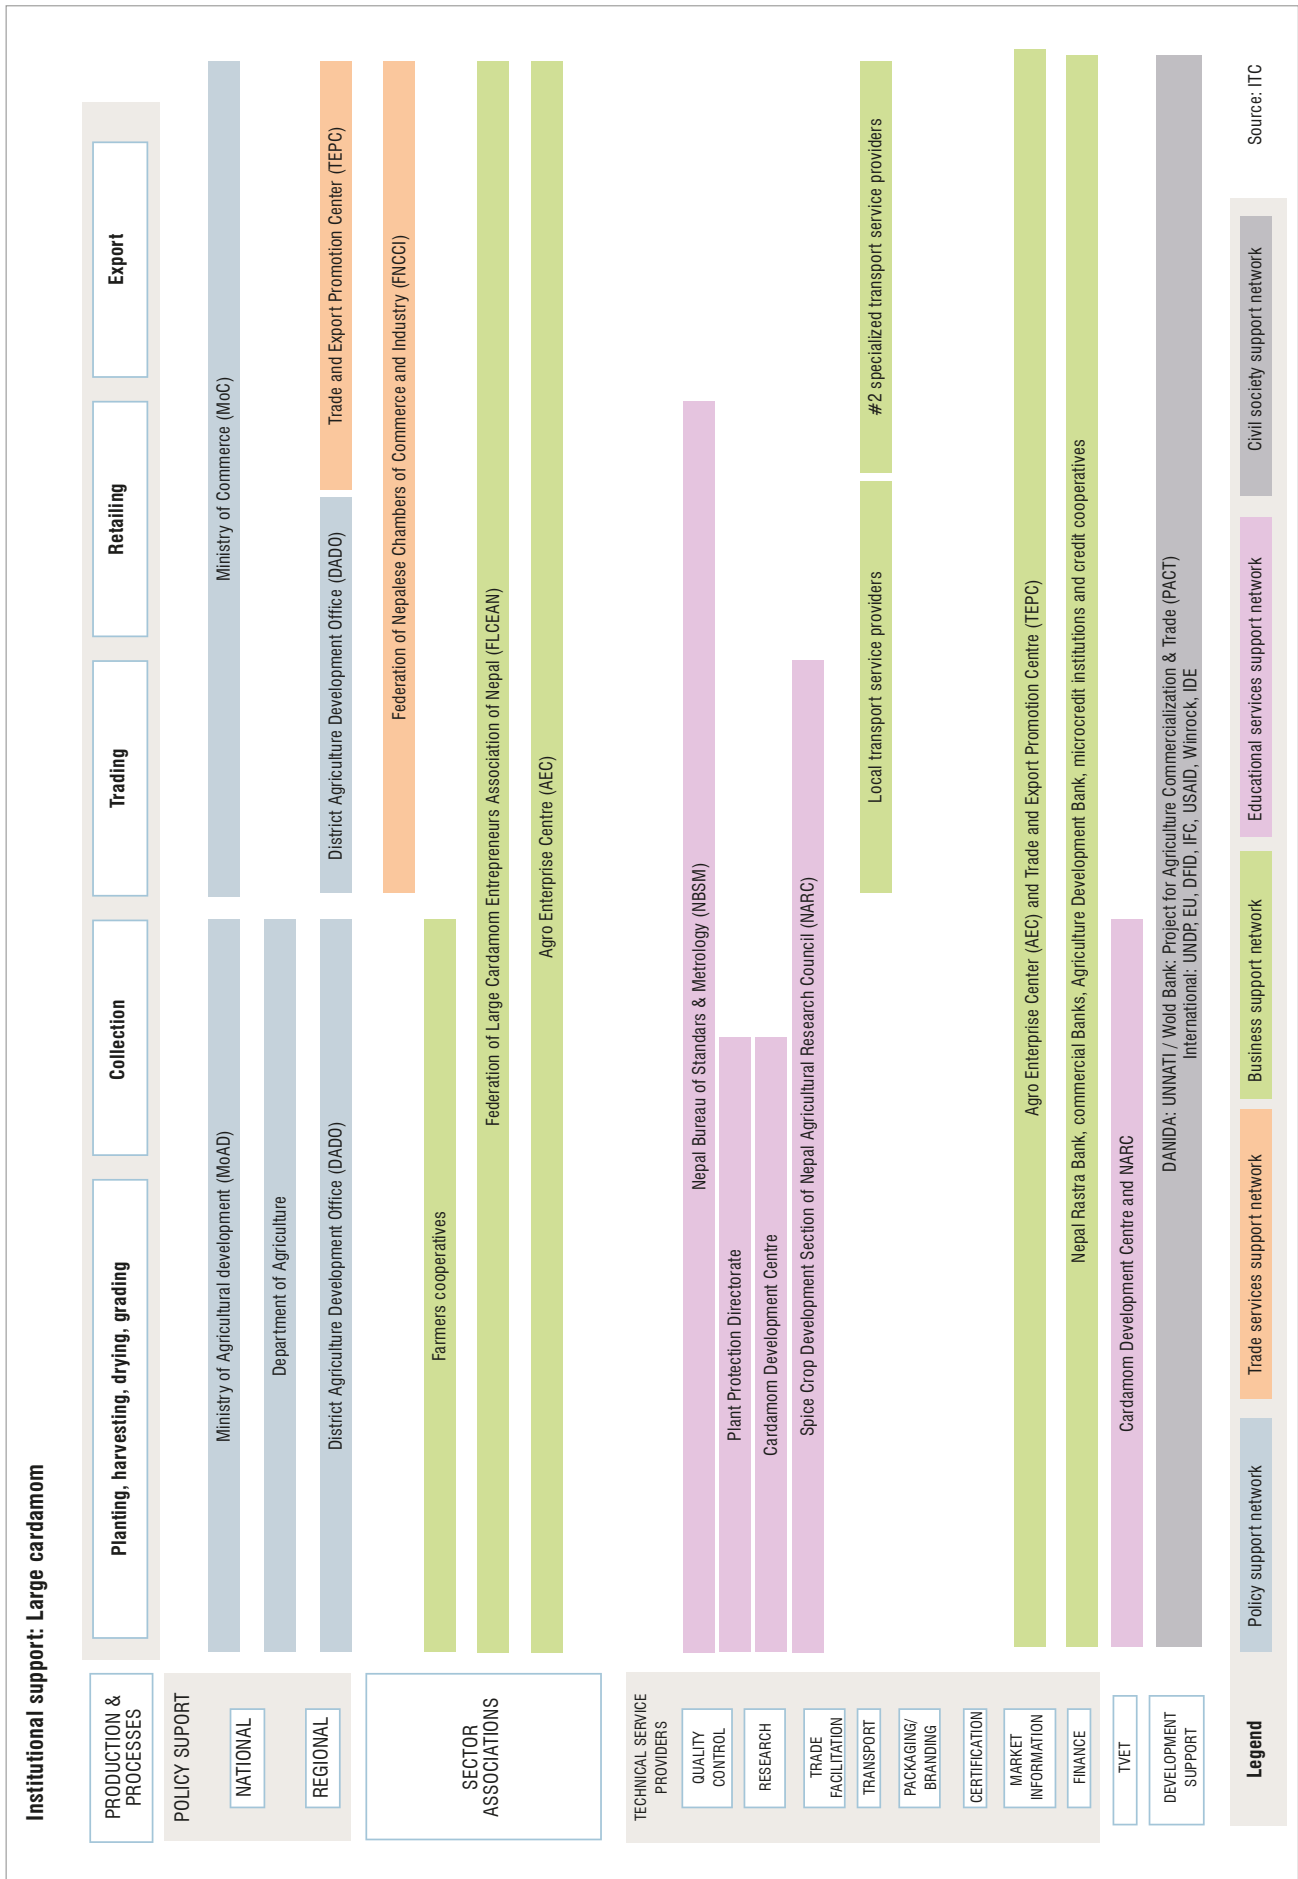 Institutional support: Large cardamom
PRODUCTION &
PROCESSES
Planting, harvesting, drying, grading
Collection
Trading
Retailing
Export
POLICY SUPPORT
NATIONAL
Ministry of Agricultural development (MoAD)
Ministry of Commerce (MoC)
Department of Agriculture
REGIONAL
District Agriculture Development Office (DADO)
District Agriculture Development Office (DADO)
Trade and Export Promotion Center (TEPC)
SECTOR
ASSOCIATIONS
Federation of Nepalese Chambers of Commerce and Industry (FNCCI)
Farmers cooperatives
Federation of Large Cardamom Entrepreneurs Association of Nepal (FLCEAN)
Agro Enterprise Centre (AEC)
TECHNICAL SERVICE
PROVIDERS
QUALITY
CONTROL
Nepal Bureau of Standars & Metrology (NBSM)
Plant Protection Directorate
RESEARCH
Cardamom Development Centre
Spice Crop Development Section of Nepal Agricultural Research Council (NARC)
TRADE
FACILITATION
TRANSPORT
Local transport service providers
#2 specialized transport service providers
PACKAGING/
BRANDING
CERTIFICATION
MARKET
INFORMATION
Agro Enterprise Center (AEC) and Trade and Export Promotion Centre (TEPC)
FINANCE
Nepal Rastra Bank, commercial Banks, Agriculture Development Bank, microcredit institutions and credit cooperatives
TVET
Cardamom Development Centre and NARC
DEVELOPMENT
SUPPORT
DANIDA: UNNATI / Wold Bank: Project for Agriculture Commercialization & Trade (PACT)
International: UNDP, EU, DFID, IFC, USAID, Winrock, IDE
Legend
Policy support network
Trade services support network
Business support network
Educational services support network
Civil society support network
Source: ITC